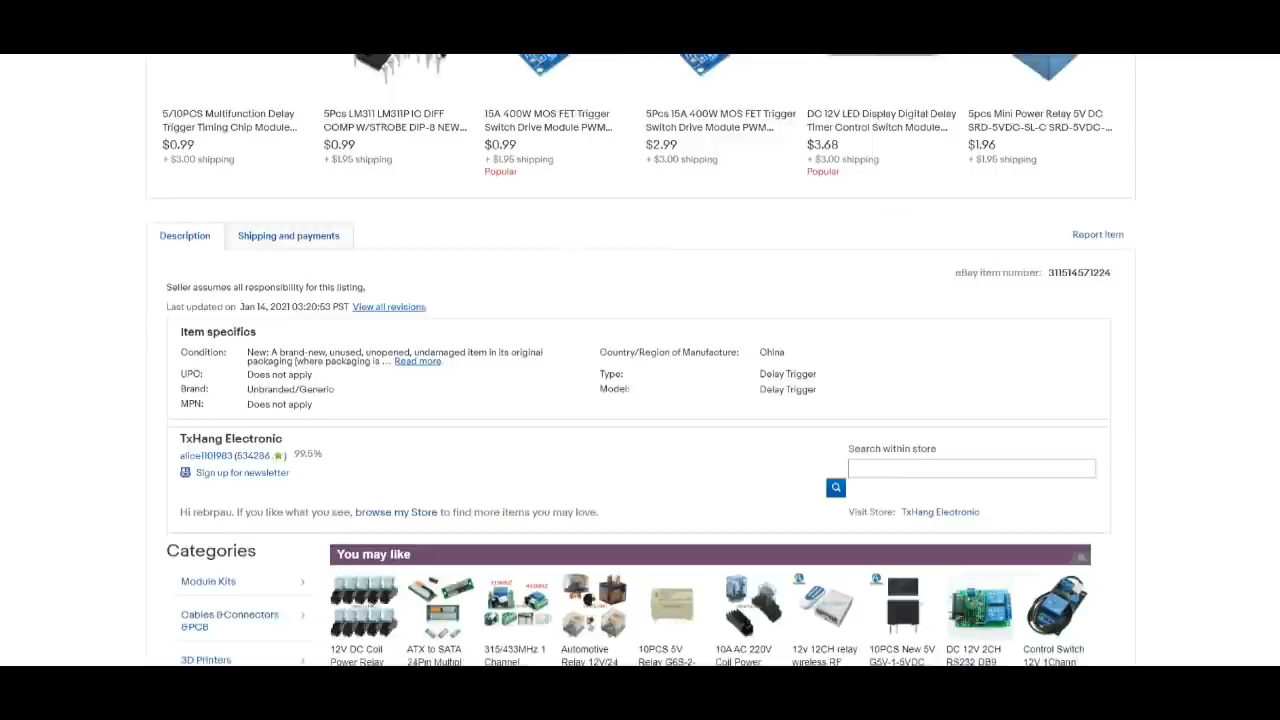 5/10PCS Multifunction Delay Trigger Timing Chip Module...
$0.99
+ $3.00 shipping
5Pcs LM311 LM311P IC DIFF COMP W/STROBE DIP-8 NEW...
$0.99
+ $1.95 shipping
15A 400W MOS FET Trigger Switch Drive Module PWM...
$0.99
+ $1.95 shipping
Popular
5Pcs 15A 400W MOS FET Trigger Switch Drive Module PWM...
$2.99
+ $3.00 shipping
DC 12V LED Display Digital Delay Timer Control Switch Module...
$3.68
+ $3.00 shipping
Popular
5pcs Mini Power Relay 5V DC SRD-5VDC-SL-C SRD-5VDC-...
$1.96
+ $1.95 shipping
Description
Shipping and payments
Report Item
eBay item number: 311514571224
Seller assumes all responsibility for this listing.
Last updated on Jan 14, 2021 03:20:53 PST View all revisions
Item specifics
Condition: New: A brand-new, unused, unopened, undamaged item in its original packaging (where packaging is ... Read more
UPC: Does not apply
Brand: Unbranded/Generic
MPN: Does not apply
Country/Region of Manufacture: China
Type: Delay Trigger
Model: Delay Trigger
TxHang Electronic
alice1101983 (534286 ) 99.5%
Sign up for newsletter
Search within store
Hi rebrpau. If you like what you see, browse my Store to find more items you may love.
Visit Store: TxHang Electronic
Categories
Module Kits
Cables & Connectors & PCB
3D Printers
You may like
315MHZ 433MHZ
12V DC Coil Power Relay
ATX to SATA 24Pin Multipl
315/433MHz 1 Channel
Automotive Relay 12V/24
10PCS 5V Relay G6S-2-
10A AC 220V Coil Power
12v 12CH relay wireless RF
10PCS New 5V G5V-1-5VDC
DC 12V 2CH RS232 DB9
Control Switch 12V 1Chann